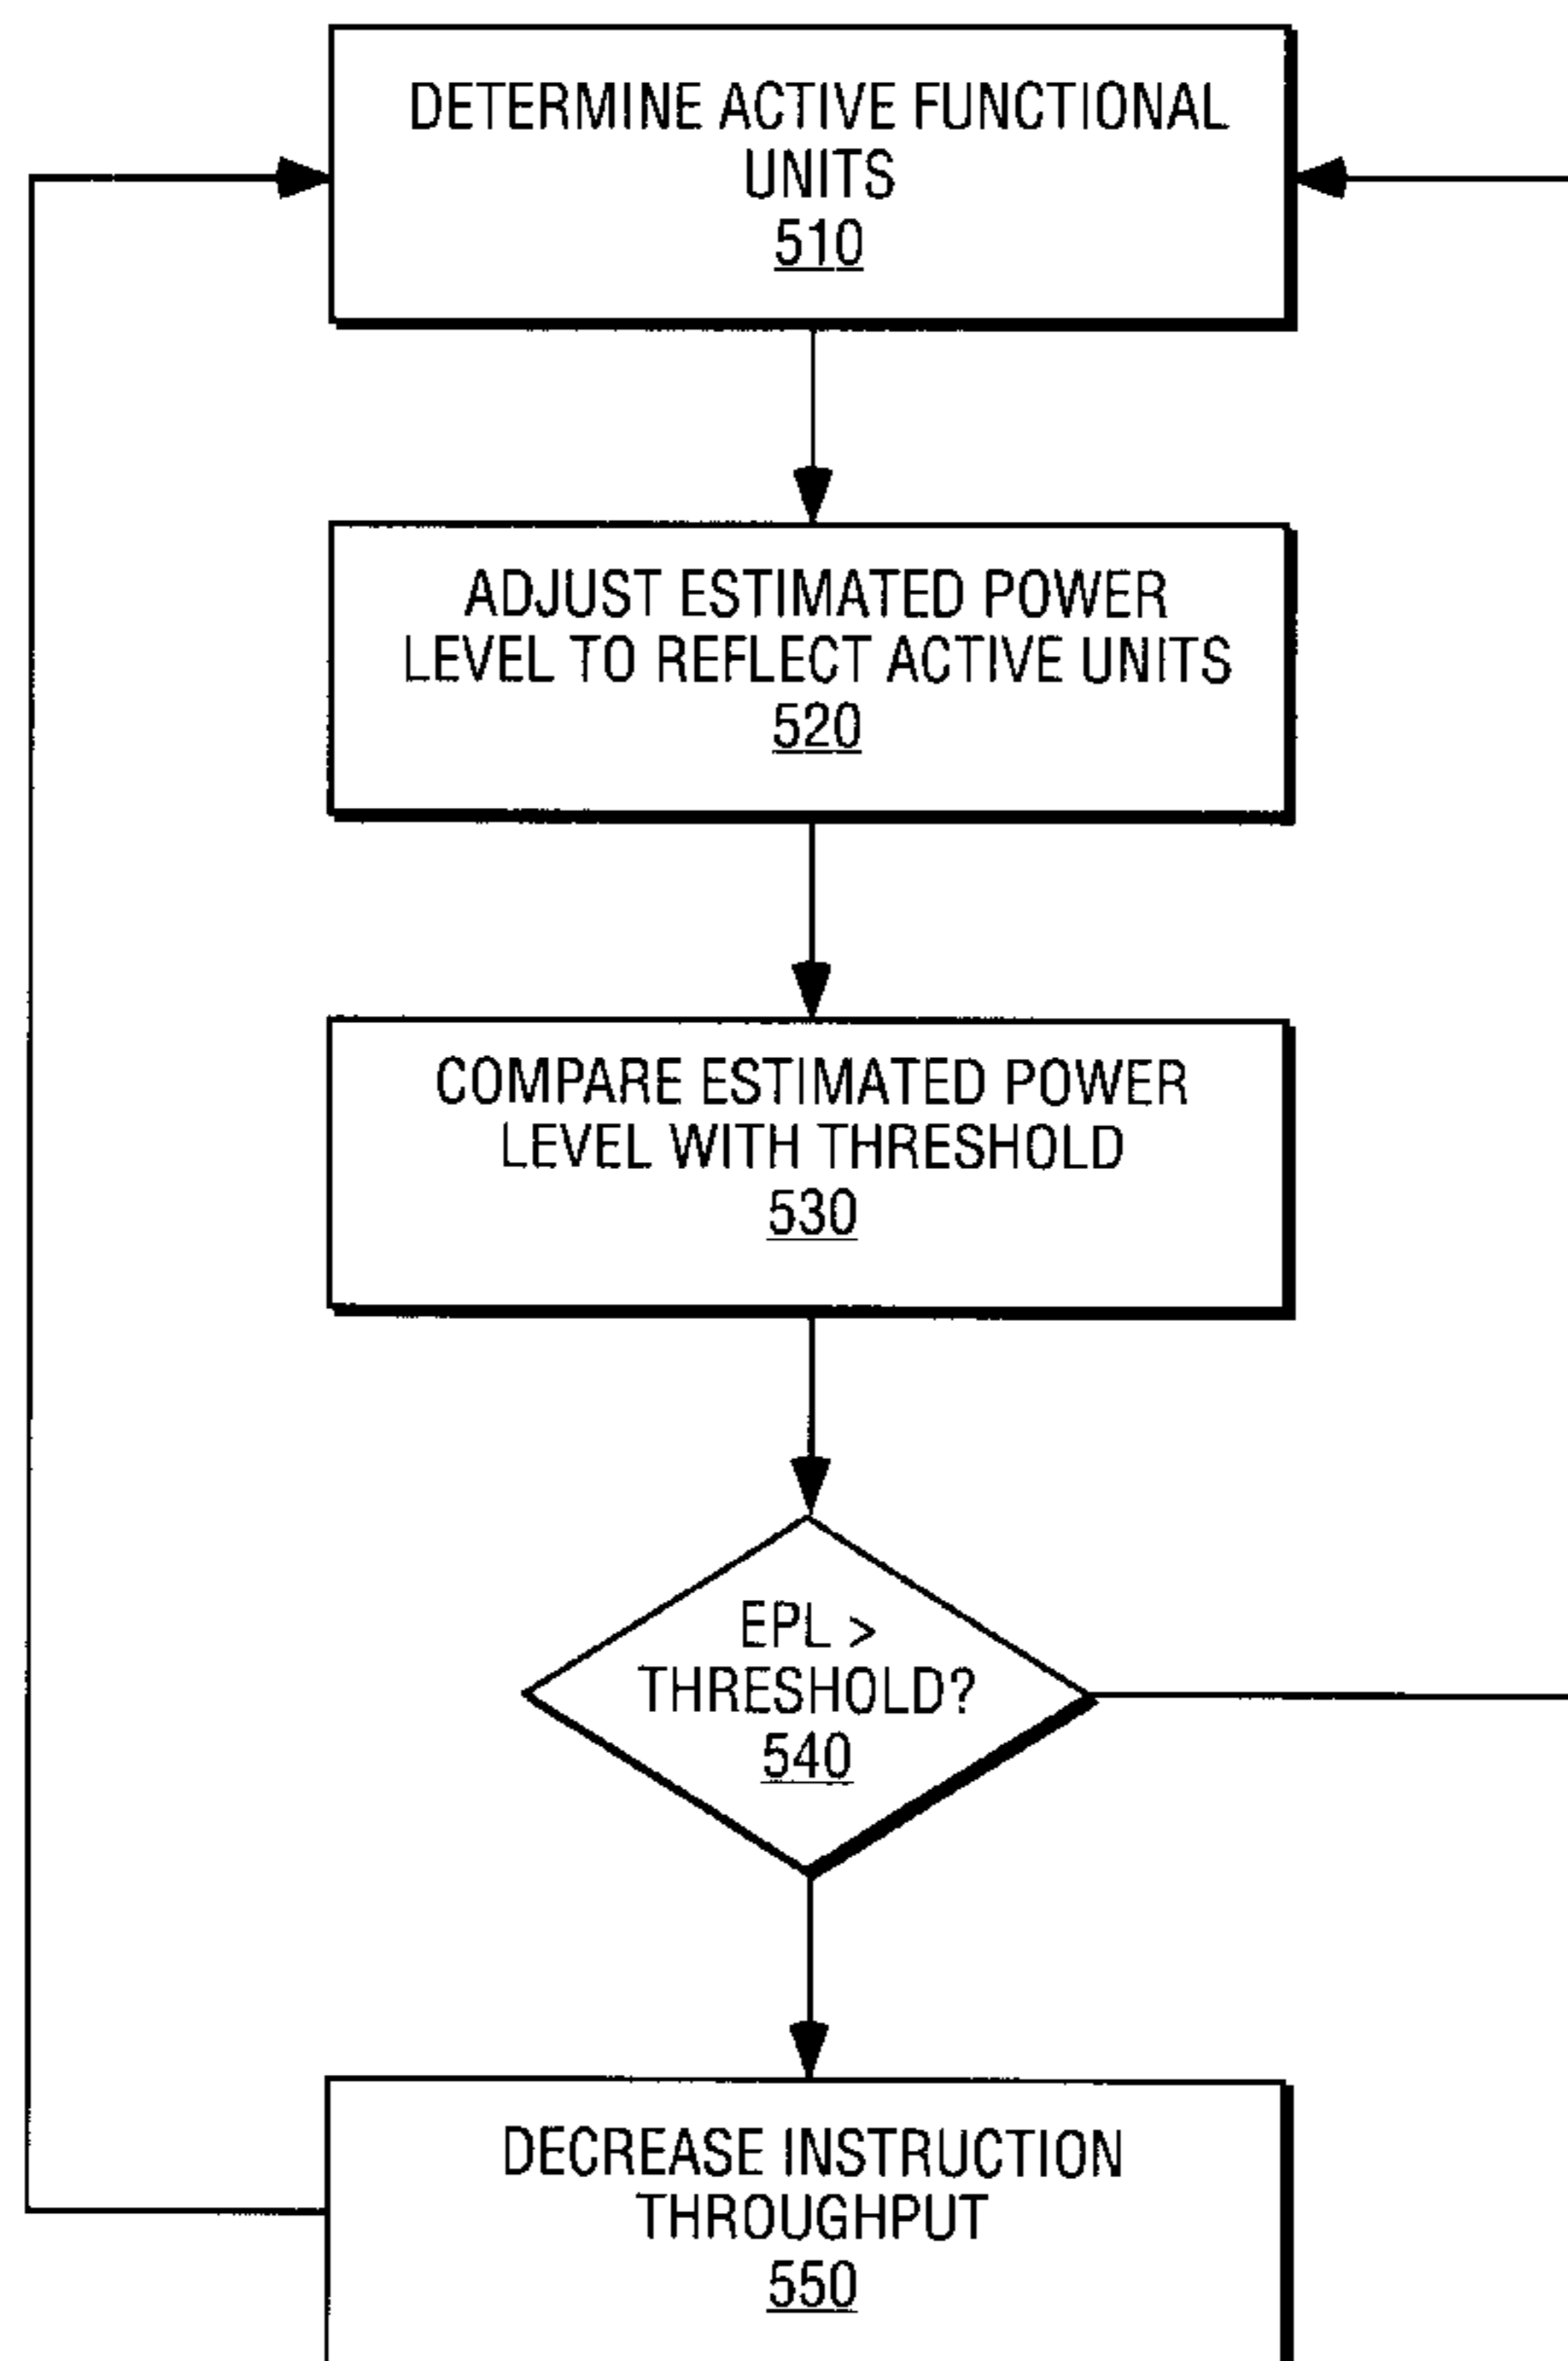 DETERMINE ACTIVE FUNCTIONAL
UNITS
510
ADJUST ESTIMATED POWER
LEVEL TO REFLECT ACTIVE UNITS
520
COMPARE ESTIMATED POWER
LEVEL WITH THRESHOLD
530
EPL >
THRESHOLD?
540
DECREASE INSTRUCTION
THROUGHPUT
550